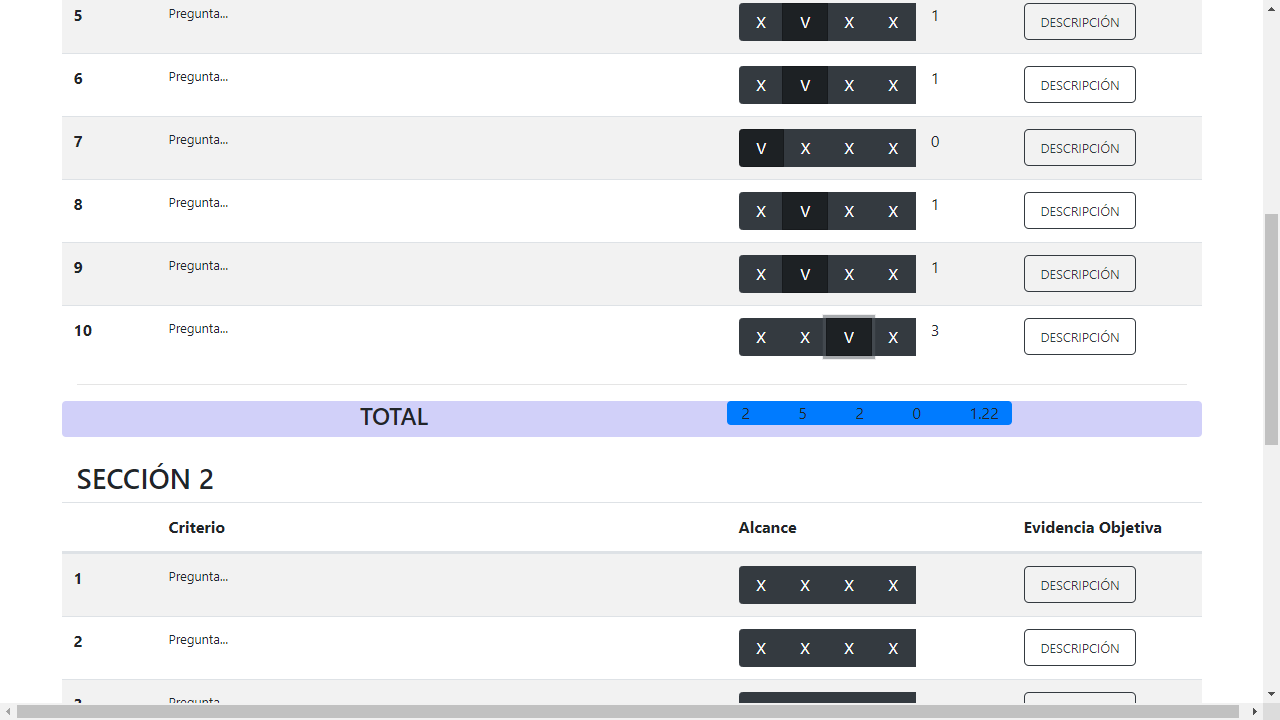 5 Pregunta... X V X X 1 DESCRIPCIÓN
6 Pregunta... X V X X 1 DESCRIPCIÓN
7 Pregunta... V X X X 0 DESCRIPCIÓN
8 Pregunta... X V X X 1 DESCRIPCIÓN
9 Pregunta... X V X X 1 DESCRIPCIÓN
10 Pregunta... X X V X 3 DESCRIPCIÓN
TOTAL 2 5 2 0 1.22
SECCIÓN 2
Criterio Alcance Evidencia Objetiva
1 Pregunta... X X X X DESCRIPCIÓN
2 Pregunta... X X X X DESCRIPCIÓN
3 Pregunta...